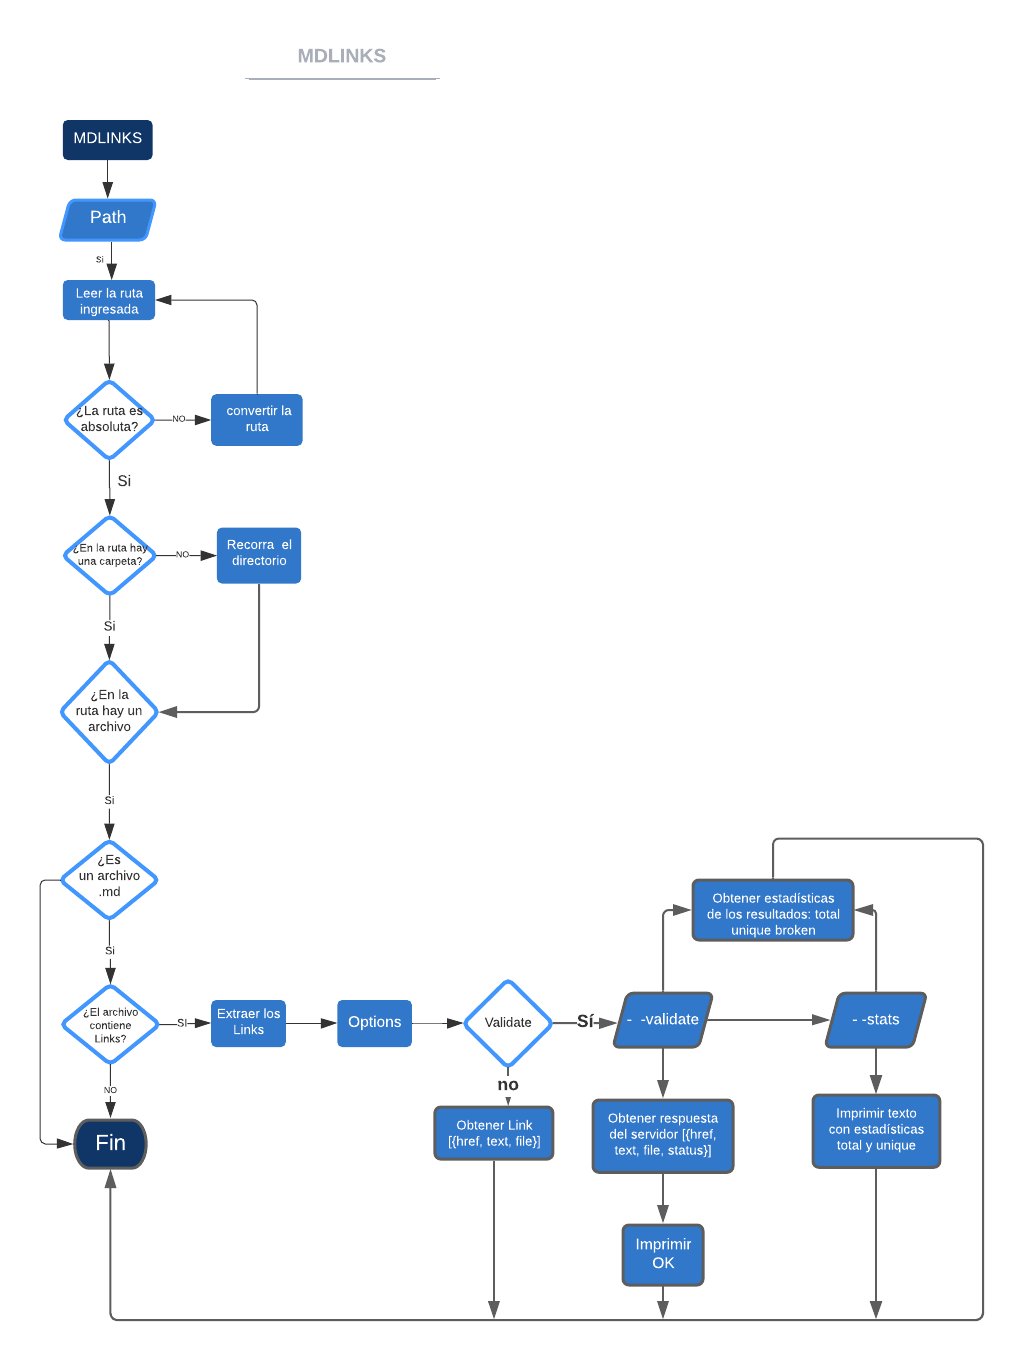 MDLINKS
MDLINKS
Path
Si
Leer la ruta
ingresada
¿La ruta es
absoluta?
NO
convertir la
ruta
Si
¿En la ruta hay
una carpeta?
NO
Recorra el
directorio
Si
¿En la
ruta hay un
archivo
Si
¿Es
un archivo
.md
Si
¿El archivo
contiene
Links?
SI
Extraer los
Links
Options
Validate
Sí
- -validate
- -stats
Obtener estadísticas
de los resultados: total
unique broken
NO
Fin
no
Obtener Link
[{href, text, file}]
Obtener respuesta
del servidor [{href,
text, file, status}]
Imprimir texto
con estadísticas
total y unique
Imprimir
OK